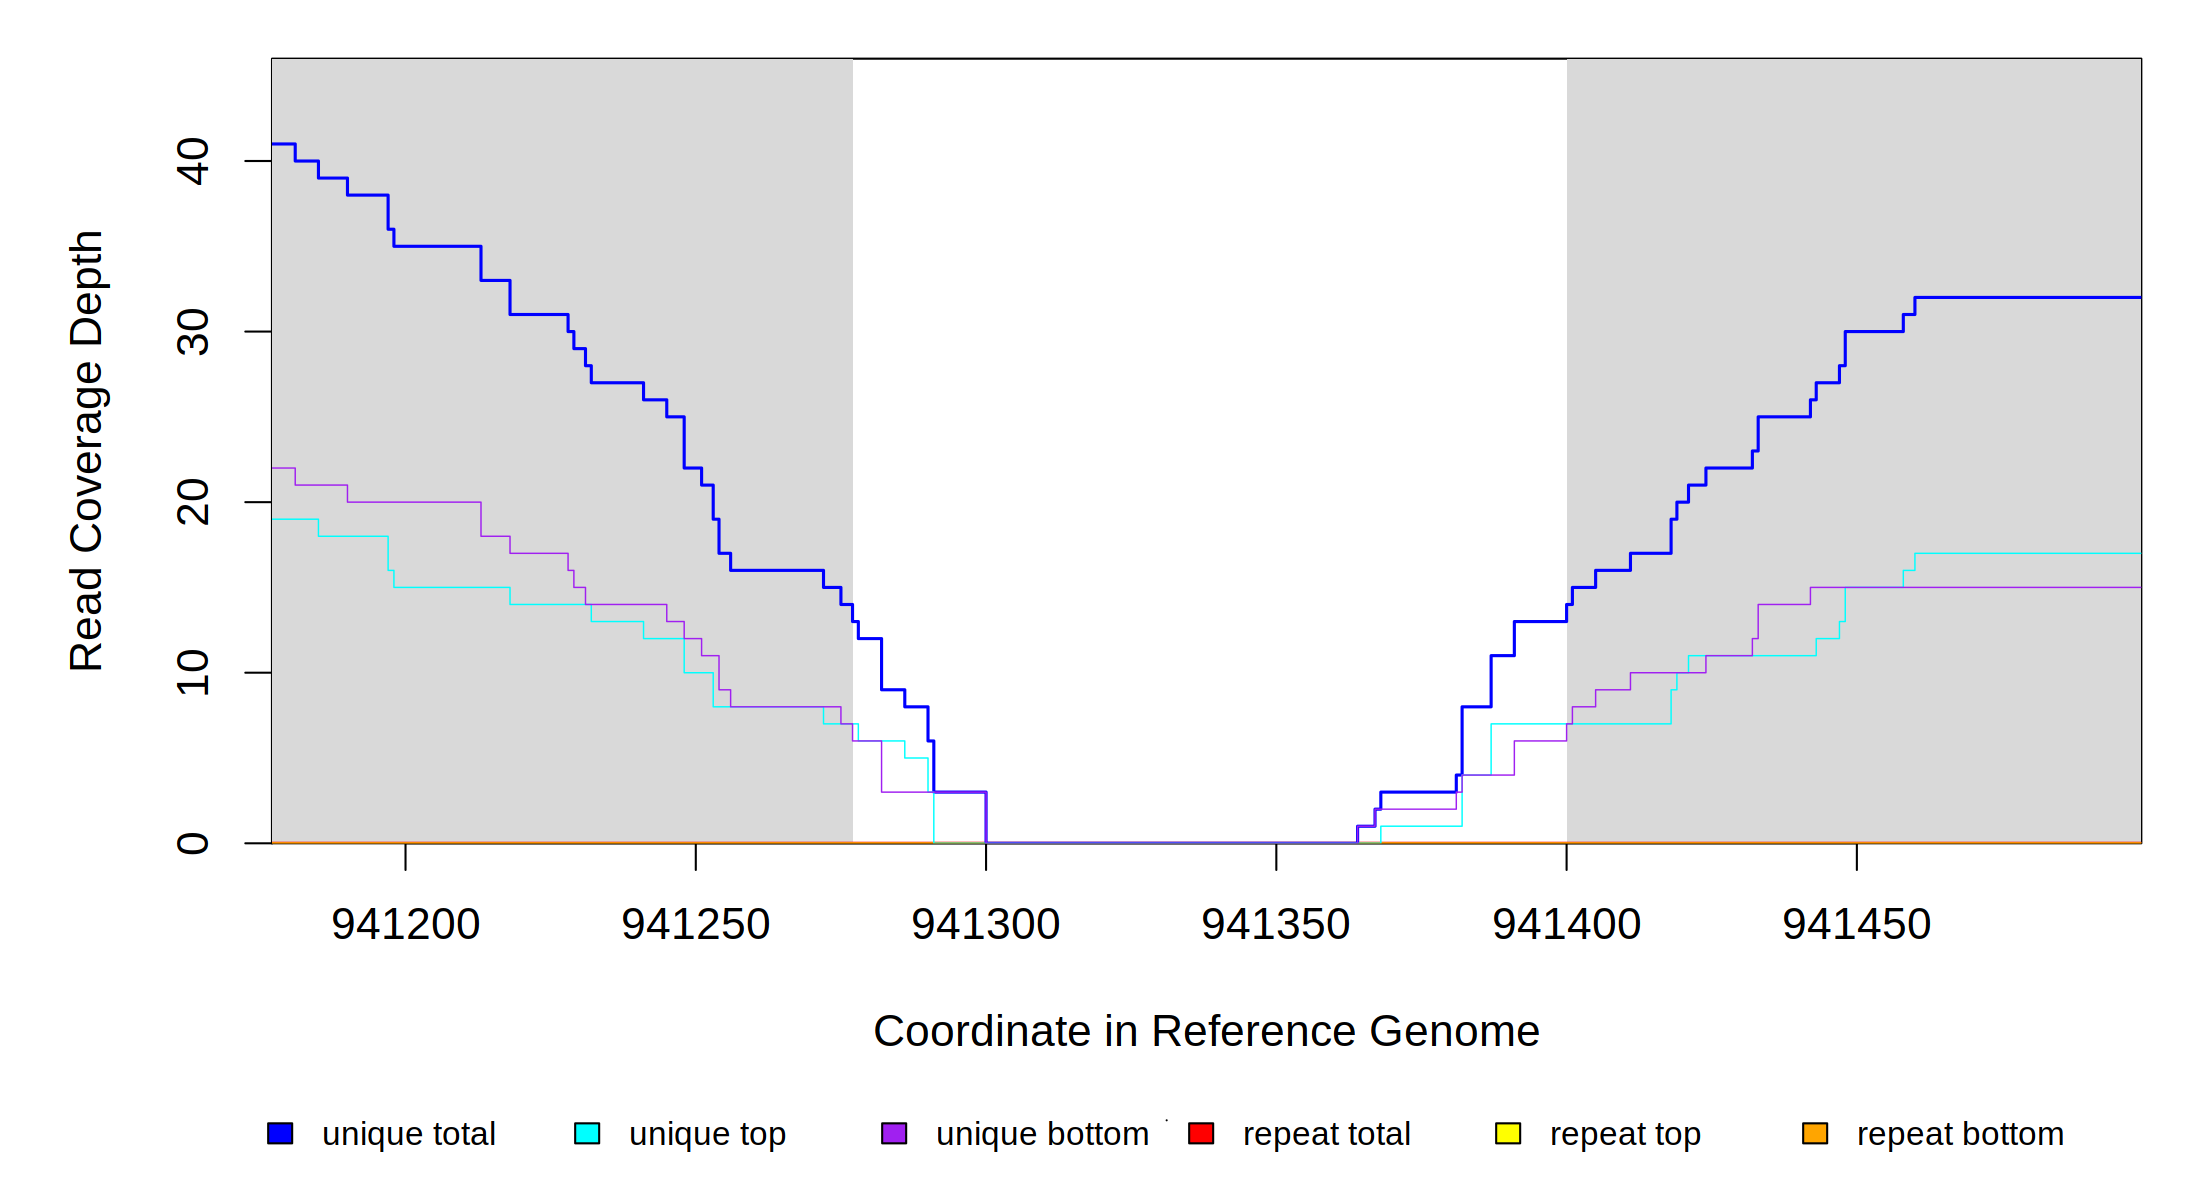 Read Coverage Depth
40
30
20
10
0
941200 941250 941300 941350 941400 941450
Coordinate in Reference Genome
unique total unique top unique bottom repeat total repeat top repeat bottom